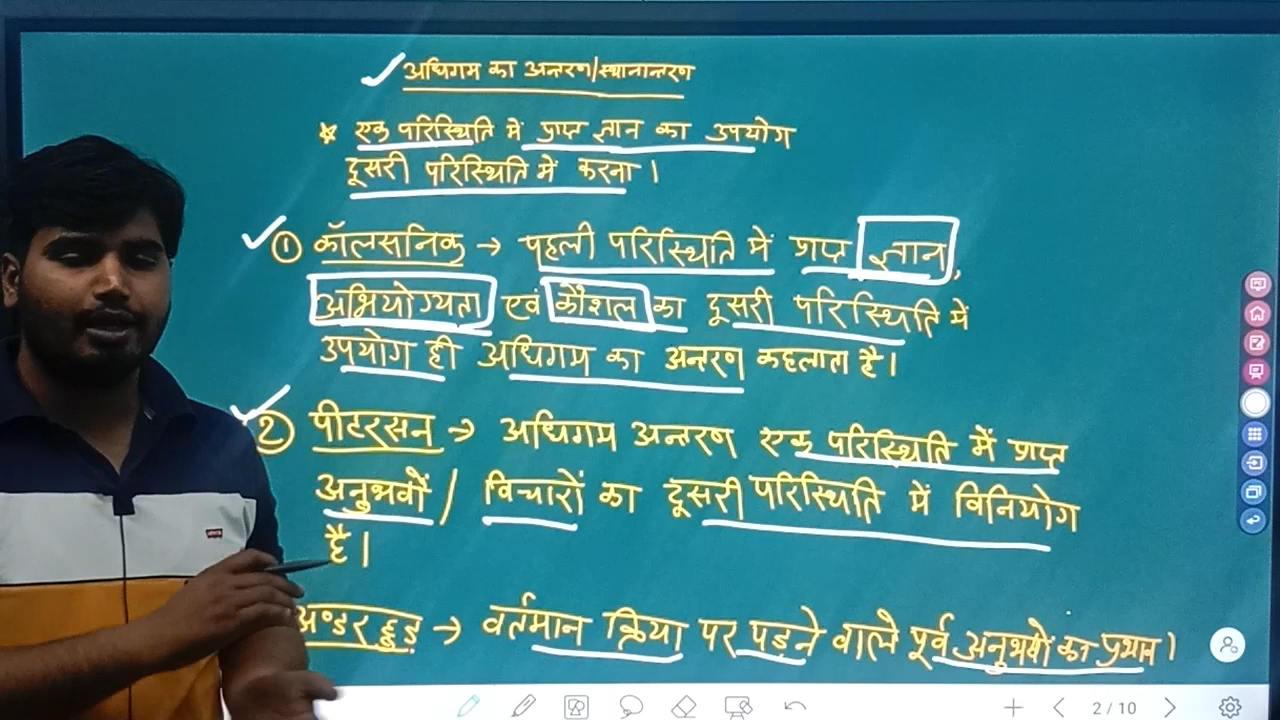 अधिगम का अन्तरण/स्थानान्तरण
* एक परिस्थिति में प्राप्त ज्ञान का उपयोग
दूसरी परिस्थिति में करना।
① कॉलसनिक → पहली परिस्थिति में प्राप्त ज्ञान,
अभियोग्यता एवं कौशल का दूसरी परिस्थिति में
उपयोग ही अधिगम का अन्तरण कहलाता है।
② पीटरसन → अधिगम अन्तरण एक परिस्थिति में प्राप्त
अनुभवों / विचारों का दूसरी परिस्थिति में विनियोग
है।
अण्डरहुड → वर्तमान क्रिया पर पड़ने वाले पूर्व अनुभवों का प्रभाव।
2 / 10